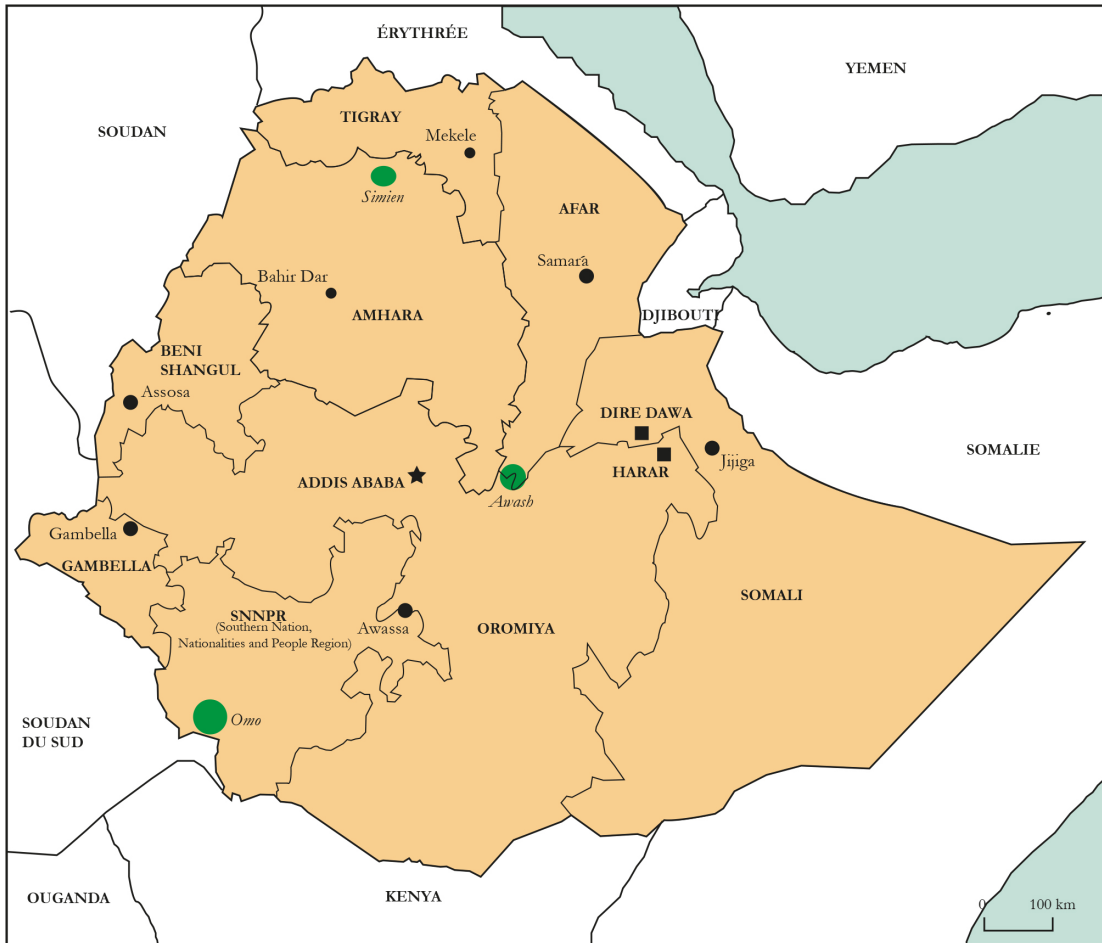 ÉRYTHRÉE
YEMEN
SOUDAN
TIGRAY
Mekele
Simien
AFAR
Samara
Bahir Dar
AMHARA
DJIBOUTI
BENI
SHANGUL
Assosa
DIRE DAWA
HARAR
Jijiga
SOMALIE
ADDIS ABABA
Awash
Gambella
GAMBELLA
SNNPR
(Southern Nation,
Nationalities and People Region)
Awassa
OROMIYA
SOMALI
Omo
SOUDAN
DU SUD
OUGANDA
KENYA
0 100 km